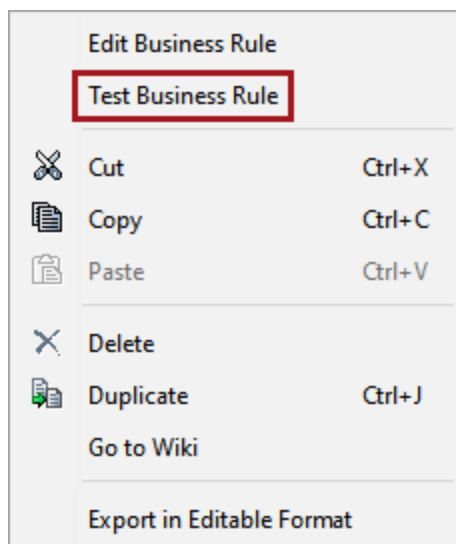 Edit Business Rule
Test Business Rule
Cut Ctrl+X
Copy Ctrl+C
Paste Ctrl+V
Delete
Duplicate Ctrl+J
Go to Wiki
Export in Editable Format